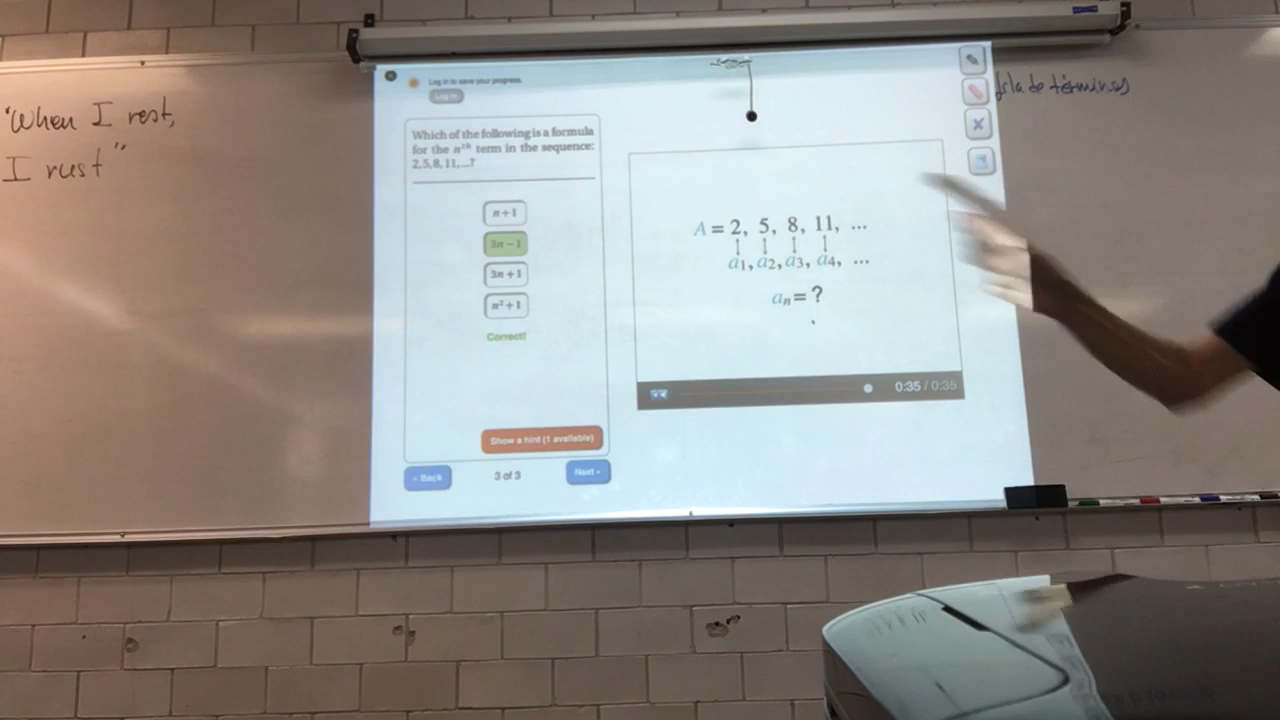 "When I rest,
I rust"
Log in to save your progress.
Log in
Which of the following is a formula
for the nᵗʰ term in the sequence:
2,5,8,11,...?
n+1
3n−1
3n+1
n²+1
Correct!
Show a hint (1 available)
‹ Back
3 of 3
Next ›
A = 2, 5, 8, 11, ...
a₁, a₂, a₃, a₄, ...
aₙ = ?
0:35 / 0:35
de términos